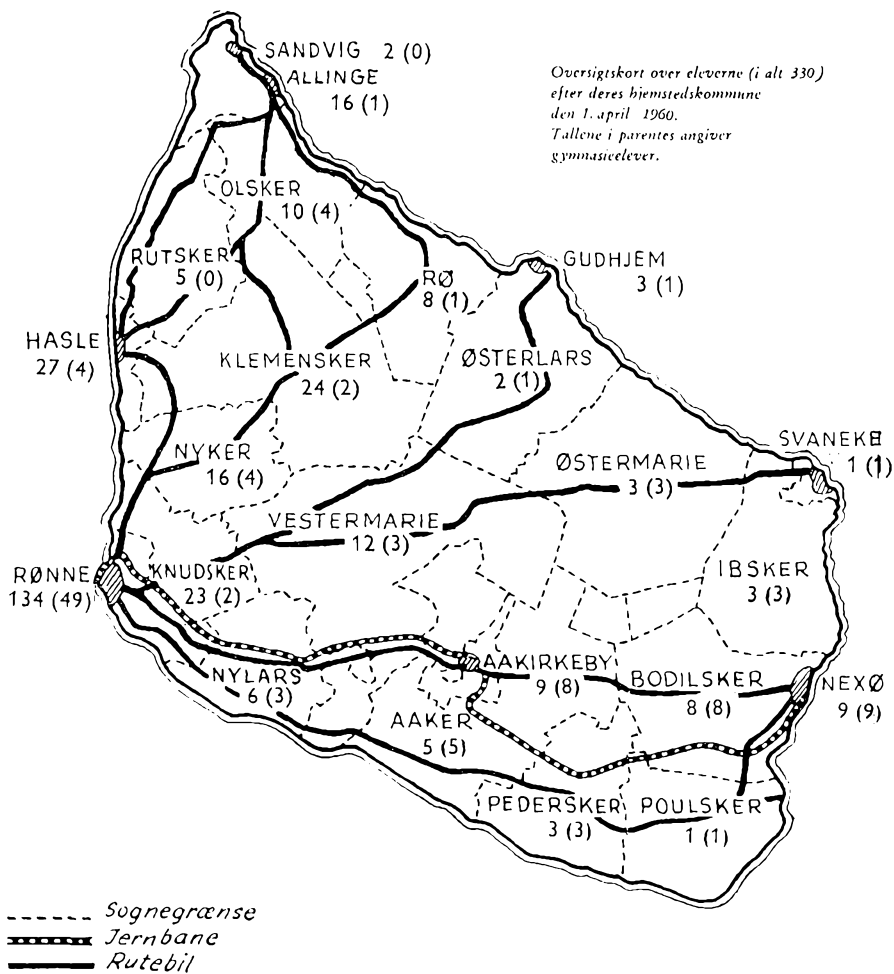 SANDVIG 2 (0)
ALLINGE
16 (1)
Oversigtskort over eleverne (i alt 330)
efter deres hjemstedskommune
den 1. april 1960.
Tallene i parentes angiver
gymnasieelever.
OLSKER
10 (4)
RUTSKER
5 (0)
RØ
8 (1)
GUDHJEM
3 (1)
HASLE
27 (4)
KLEMENSKER
24 (2)
ØSTERLARS
2 (1)
NYKER
16 (4)
ØSTERMARIE
3 (3)
SVANEKE
1 (1)
VESTERMARIE
12 (3)
RØNNE
134 (49)
KNUDSKER
23 (2)
IBSKER
3 (3)
NYLARS
6 (3)
AAKIRKEBY
9 (8)
BODILSKER
8 (8)
NEXØ
9 (9)
AAKER
5 (5)
PEDERSKER
3 (3)
POULSKER
1 (1)
Sognegrænse
Jernbane
Rutebil